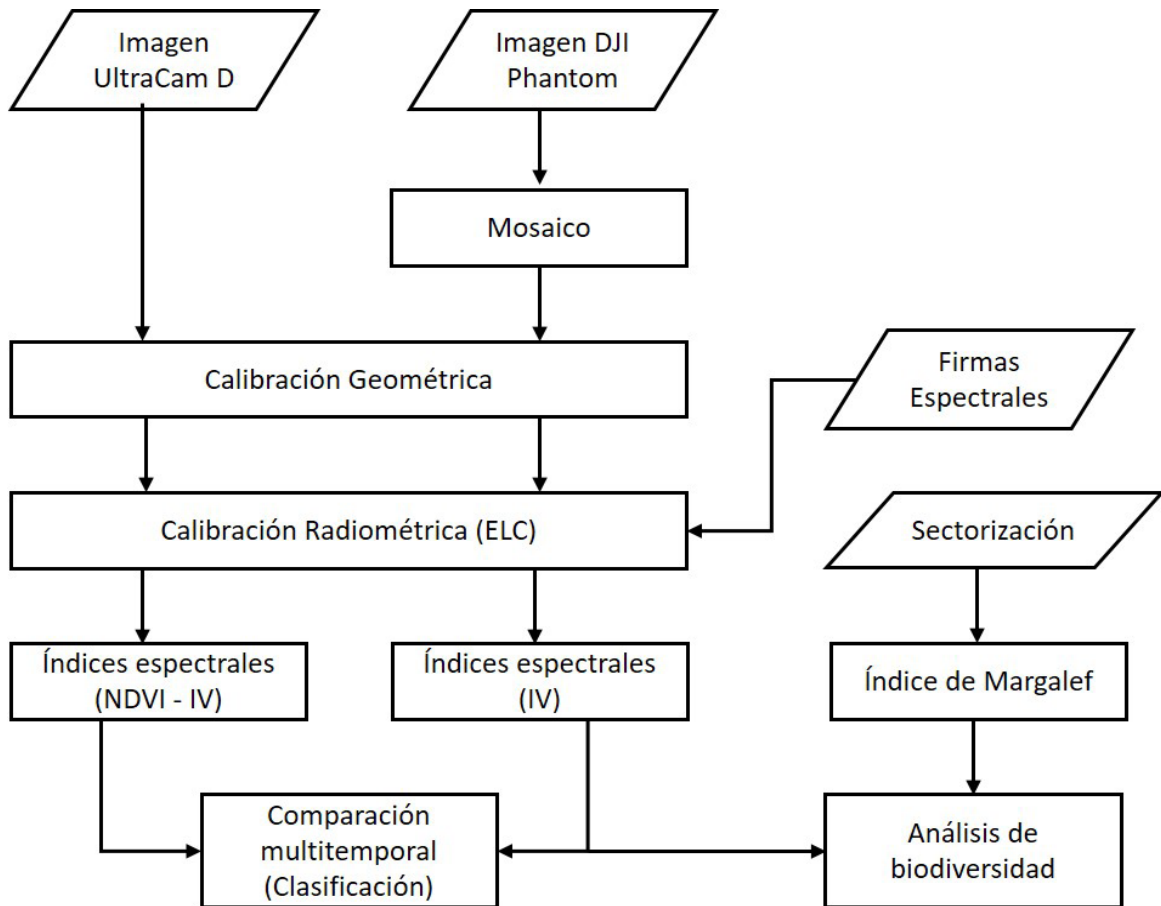 Imagen
UltraCam D
Imagen DJI
Phantom
Mosaico
Calibración Geométrica
Firmas
Espectrales
Calibración Radiométrica (ELC)
Sectorización
Índices espectrales
(NDVI - IV)
Índices espectrales
(IV)
Índice de Margalef
Comparación
multitemporal
(Clasificación)
Análisis de
biodiversidad